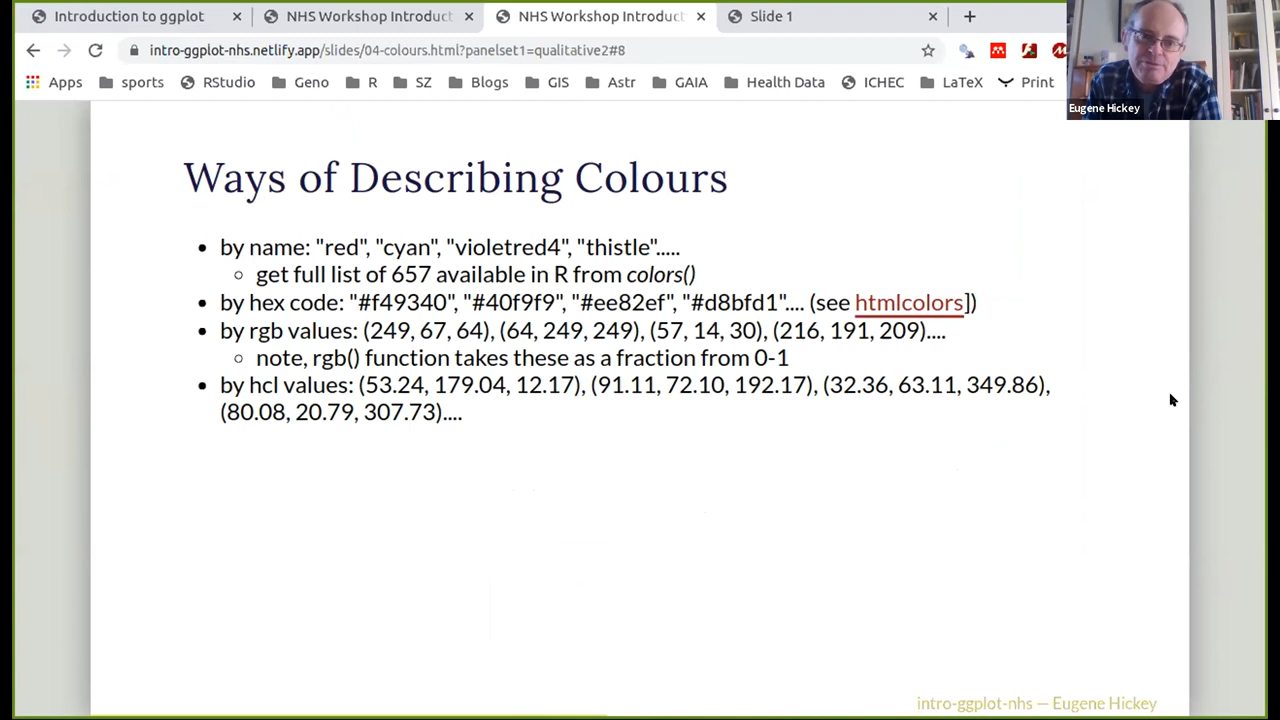 Introduction to ggplot
NHS Workshop Introduct
NHS Workshop Introduct
Slide 1
intro-ggplot-nhs.netlify.app/slides/04-colours.html?panelset1=qualitative2#8
Apps sports RStudio Geno R SZ Blogs GIS Astr GAIA Health Data ICHEC LaTeX Print
Eugene Hickey
Ways of Describing Colours
• by name: "red", "cyan", "violetred4", "thistle".....
◦ get full list of 657 available in R from colors()
• by hex code: "#f49340", "#40f9f9", "#ee82ef", "#d8bfd1".... (see htmlcolors])
• by rgb values: (249, 67, 64), (64, 249, 249), (57, 14, 30), (216, 191, 209)....
◦ note, rgb() function takes these as a fraction from 0-1
• by hcl values: (53.24, 179.04, 12.17), (91.11, 72.10, 192.17), (32.36, 63.11, 349.86),
(80.08, 20.79, 307.73)....
intro-ggplot-nhs — Eugene Hickey